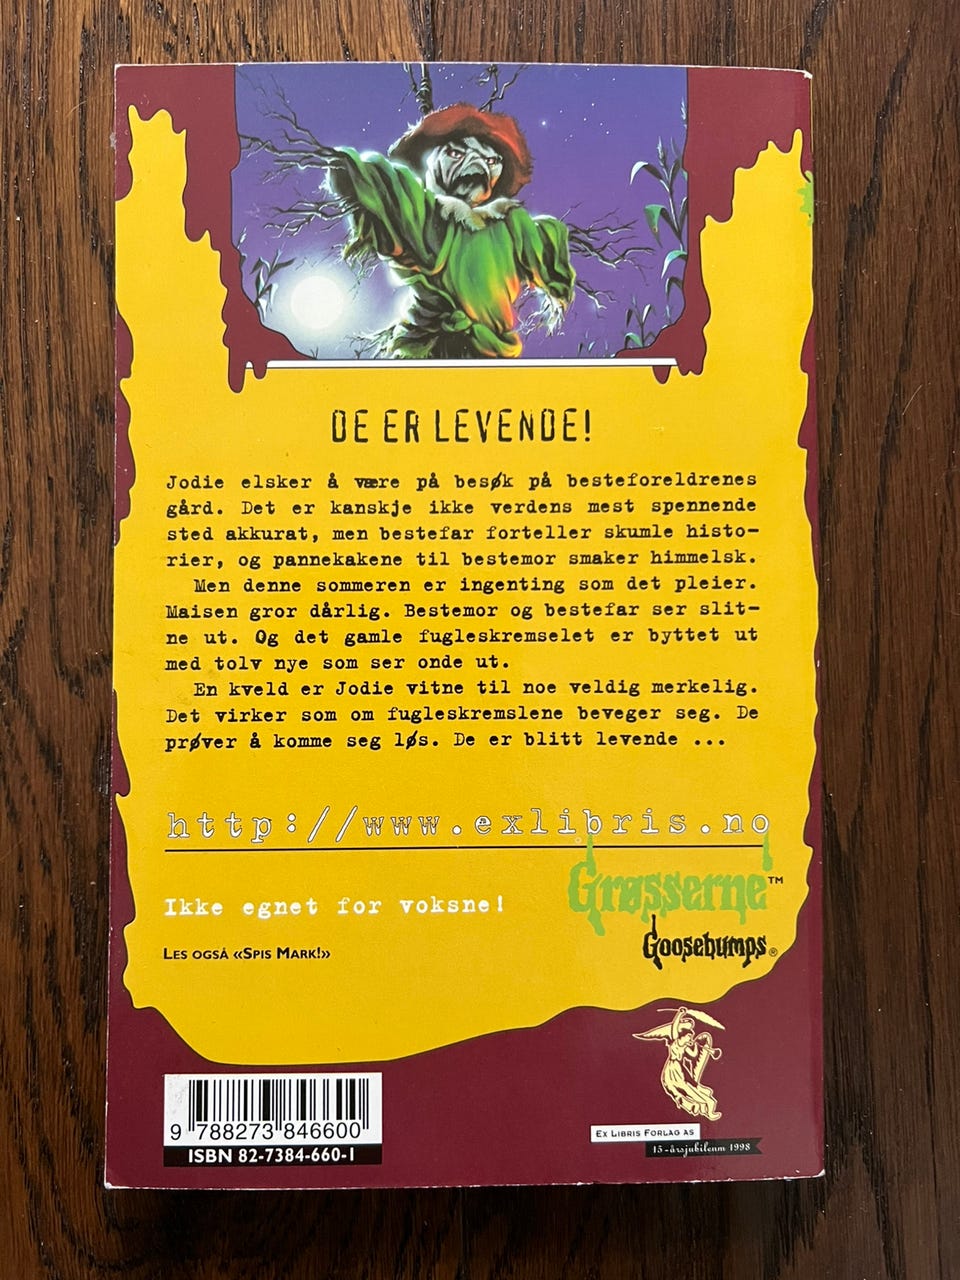 DE ER LEVENDE!
Jodie elsker å være på besøk på besteforeldrenes
gård. Det er kanskje ikke verdens mest spennende
sted akkurat, men bestefar forteller skumle histo-
rier, og pannekakene til bestemor smaker himmelsk.
Men denne sommeren er ingenting som det pleier.
Maisen gror dårlig. Bestemor og bestefar ser slit-
ne ut. Og det gamle fugleskremselet er byttet ut
med tolv nye som ser onde ut.
En kveld er Jodie vitne til noe veldig merkelig.
Det virker som om fugleskremslene beveger seg. De
prøver å komme seg løs. De er blitt levende ...
http://www.exlibris.no
Grøsserne™
Ikke egnet for voksne!
Goosebumps®
LES OGSÅ «SPIS MARK!»
9 788273 846600
ISBN 82-7384-660-1
EX LIBRIS FORLAG AS
15-årsjubileum 1998